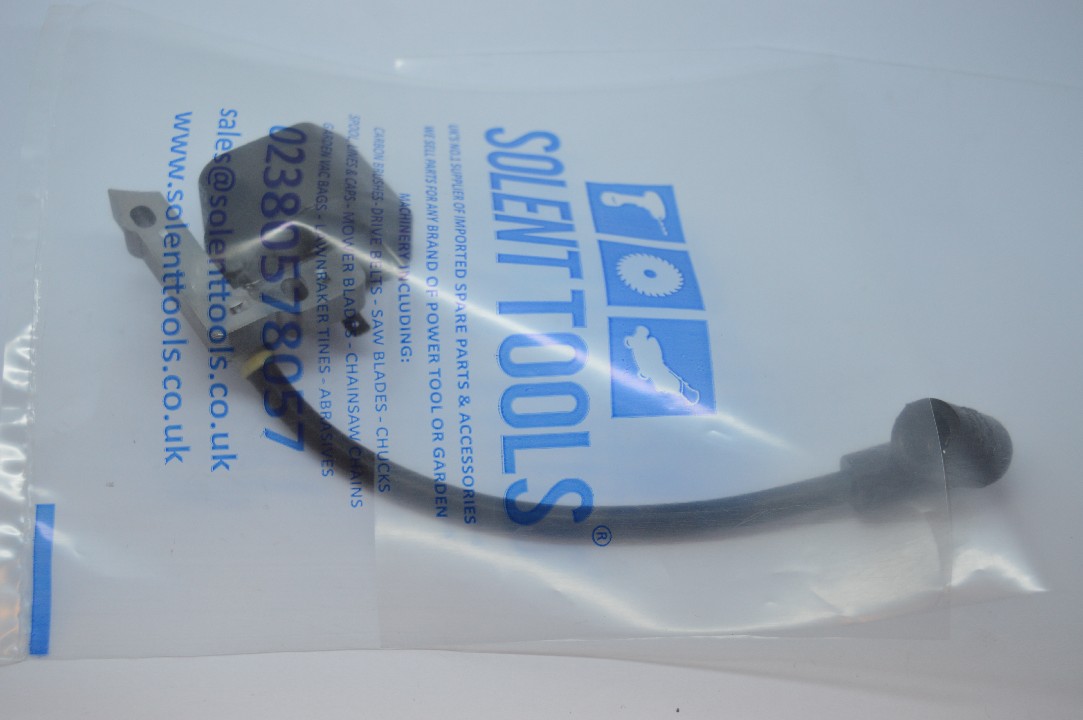 SOLENT TOOLS®
UK'S NO.1 SUPPLIER OF IMPORTED SPARE PARTS & ACCESSORIES
WE SELL PARTS FOR ANY BRAND OF POWER TOOL OR GARDEN
MACHINERY INCLUDING:
CARBON BRUSHES - DRIVE BELTS - SAW BLADES - CHUCKS
SPOOL LINES & CAPS - MOWER BLADES - CHAINSAW CHAINS
GARDEN VAC BAGS - LAWNRAKER TINES - ABRASIVES
02380578057
sales@solenttools.co.uk
www.solenttools.co.uk